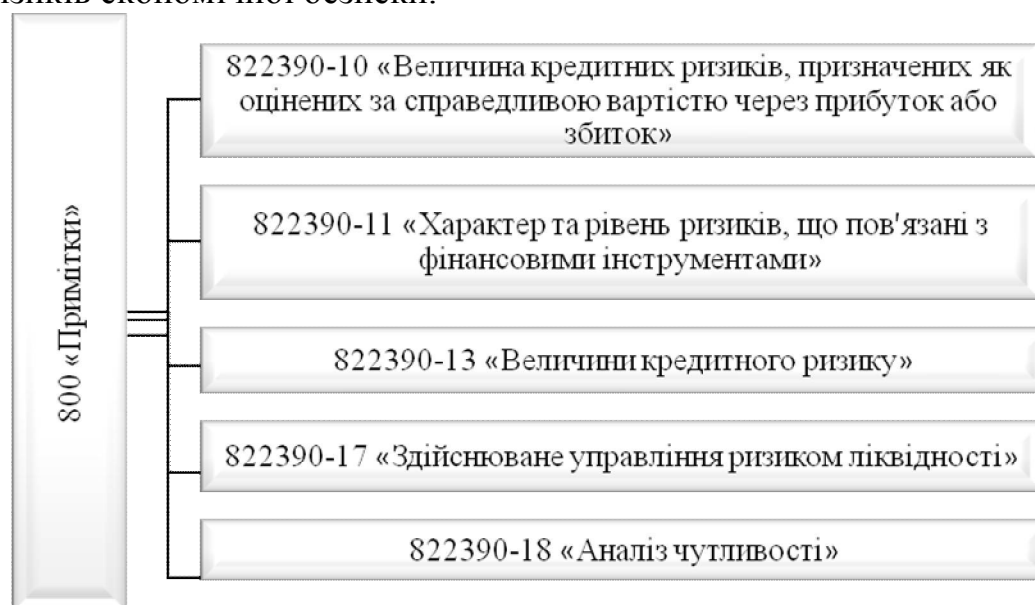 економічної безпеки.
822390-10 «Величина кредитних ризиків, призначених як
оцінених за справедливою вартістю через прибуток або
збиток»
822390-11 «Характер та рівень ризиків, що пов'язані з
фінансовими інструментами»
800 «Примітки»
822390-13 «Величини кредитного ризику»
822390-17 «Здійснюване управління ризиком ліквідності»
822390-18 «Аналіз чутливості»